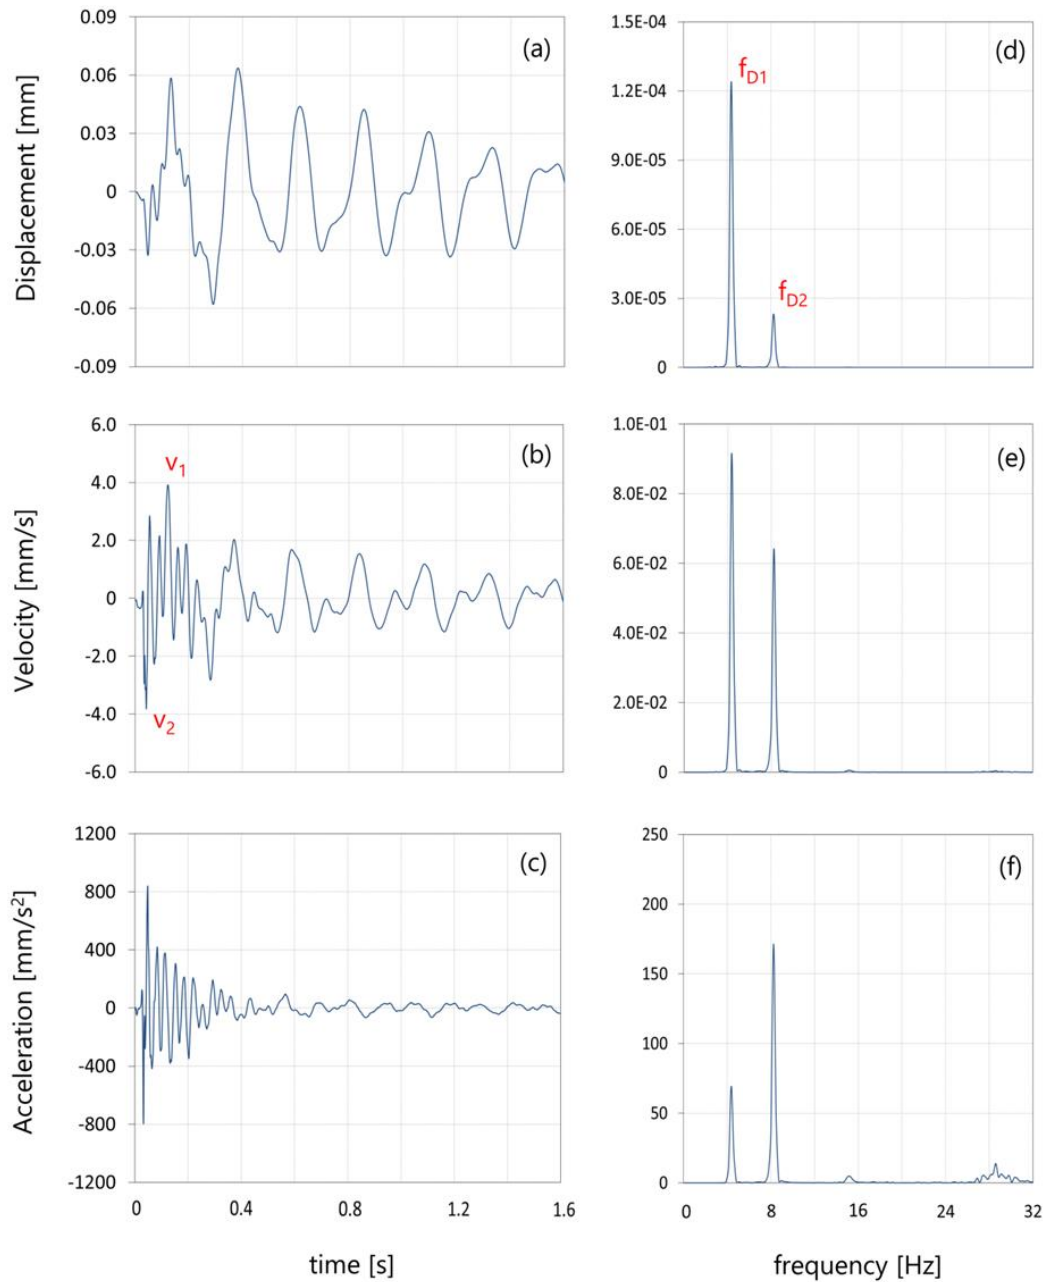 Displacement [mm]
0.09
0.06
0.03
0
-0.03
-0.06
-0.09
(a)
1.5E-04
1.2E-04
9.0E-05
6.0E-05
3.0E-05
0
(d)
f_D1
f_D2
Velocity [mm/s]
6.0
4.0
2.0
0
-2.0
-4.0
-6.0
(b)
v_1
v_2
1.0E-01
8.0E-02
6.0E-02
4.0E-02
2.0E-02
0
(e)
Acceleration [mm/s²]
1200
800
400
0
-400
-800
-1200
(c)
0 0.4 0.8 1.2 1.6
time [s]
250
200
150
100
50
0
(f)
0 8 16 24 32
frequency [Hz]